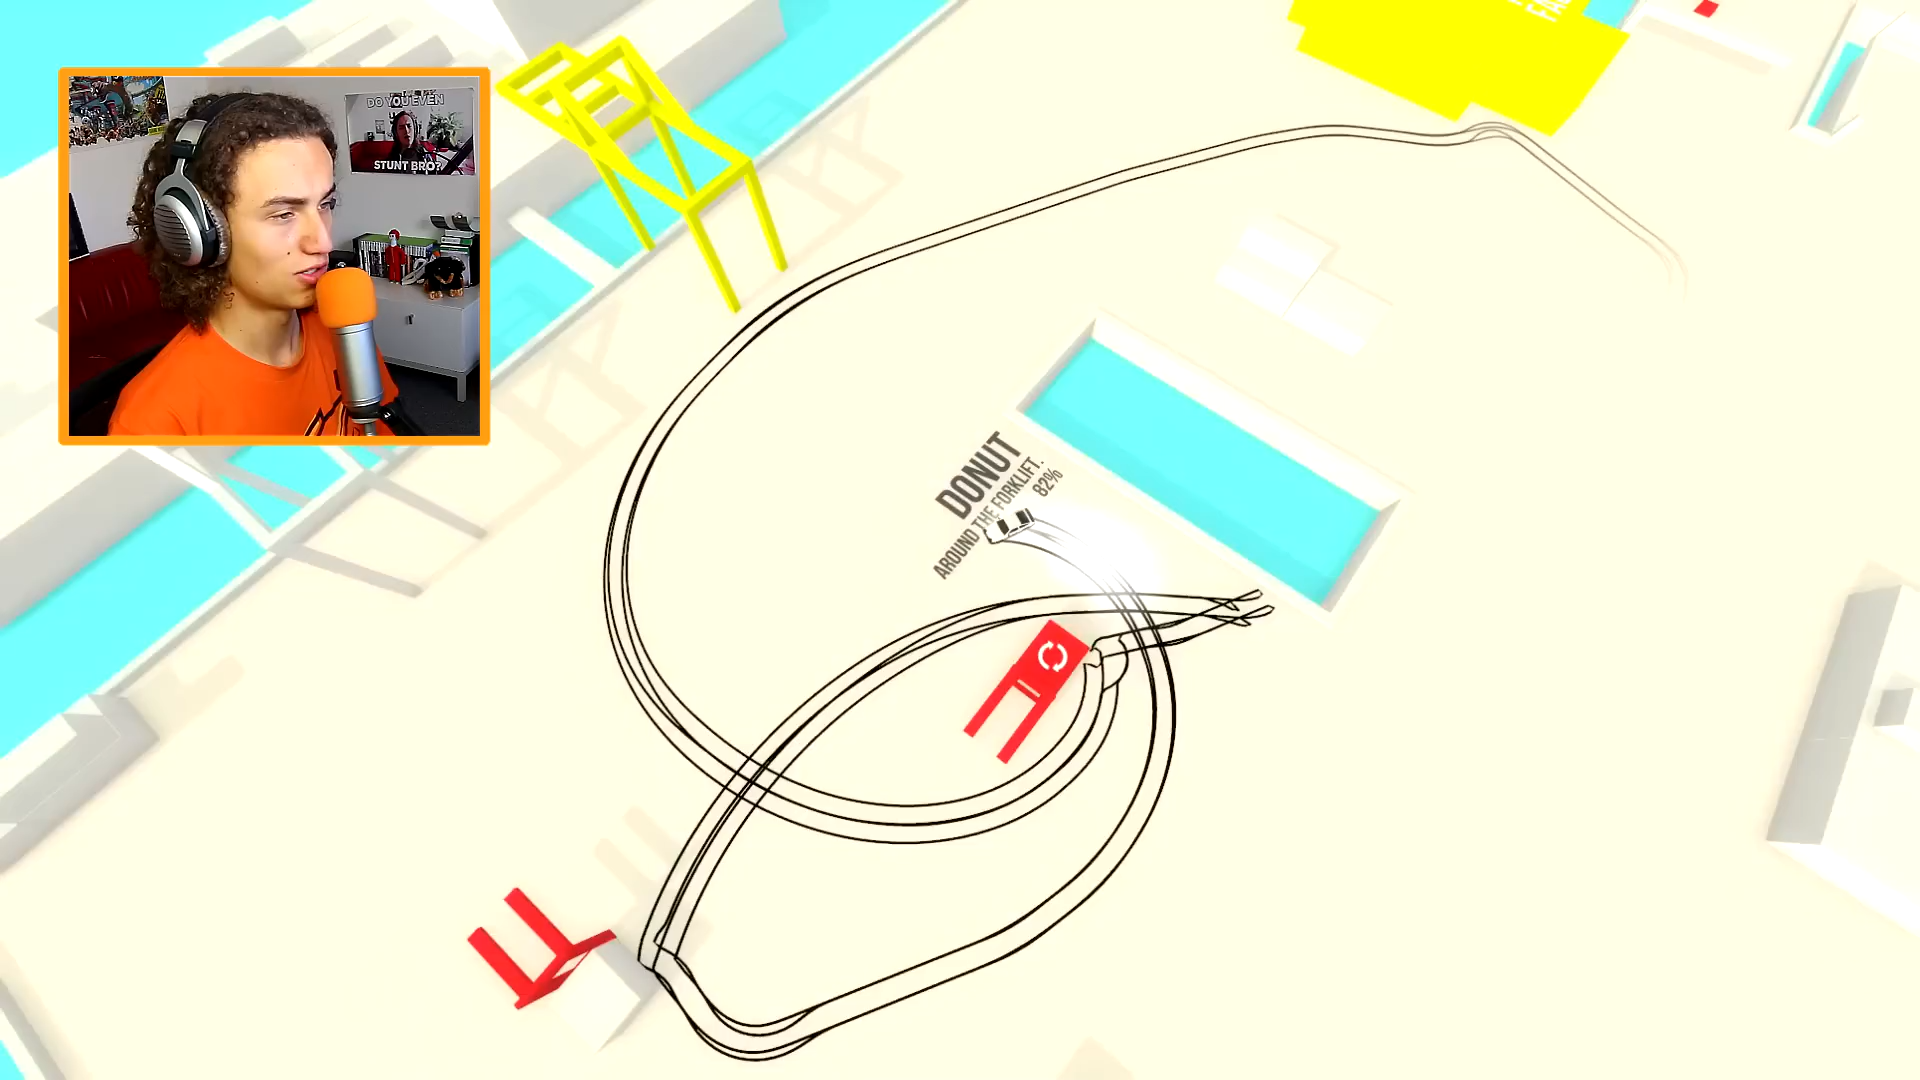 DO YOU EVEN
STUNT BRO?
DONUT
AROUND THE FORKLIFT.
82%